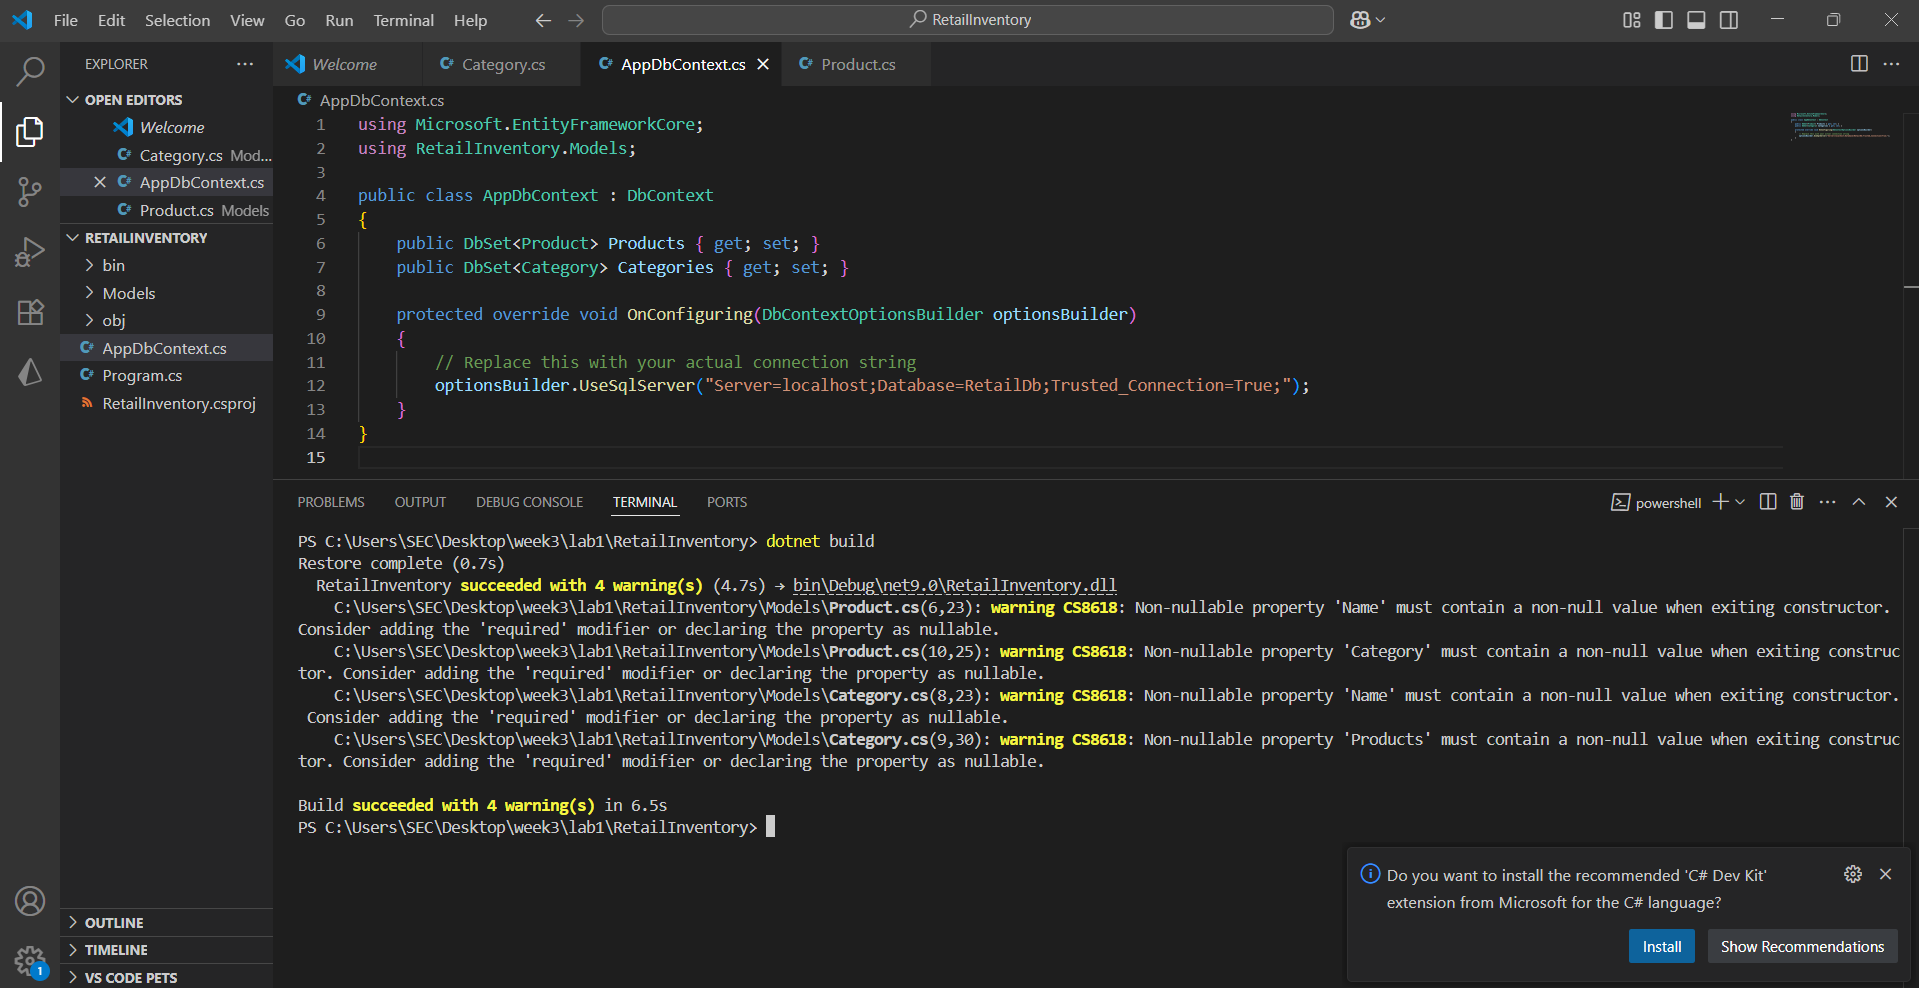 File Edit Selection View Go Run Terminal Help
RetailInventory
EXPLORER
OPEN EDITORS
Welcome
Category.cs Mod...
AppDbContext.cs
Product.cs Models
RETAILINVENTORY
bin
Models
obj
AppDbContext.cs
Program.cs
RetailInventory.csproj
OUTLINE
TIMELINE
VS CODE PETS
1
Welcome Category.cs AppDbContext.cs Product.cs
AppDbContext.cs
1 using Microsoft.EntityFrameworkCore;
2 using RetailInventory.Models;
3
4 public class AppDbContext : DbContext
5 {
6 public DbSet<Product> Products { get; set; }
7 public DbSet<Category> Categories { get; set; }
8
9 protected override void OnConfiguring(DbContextOptionsBuilder optionsBuilder)
10 {
11 // Replace this with your actual connection string
12 optionsBuilder.UseSqlServer("Server=localhost;Database=RetailDb;Trusted_Connection=True;");
13 }
14 }
15
PROBLEMS OUTPUT DEBUG CONSOLE TERMINAL PORTS
powershell
PS C:\Users\SEC\Desktop\week3\lab1\RetailInventory> dotnet build
Restore complete (0.7s)
RetailInventory succeeded with 4 warning(s) (4.7s) → bin\Debug\net9.0\RetailInventory.dll
C:\Users\SEC\Desktop\week3\lab1\RetailInventory\Models\Product.cs(6,23): warning CS8618: Non-nullable property 'Name' must contain a non-null value when exiting constructor.
Consider adding the 'required' modifier or declaring the property as nullable.
C:\Users\SEC\Desktop\week3\lab1\RetailInventory\Models\Product.cs(10,25): warning CS8618: Non-nullable property 'Category' must contain a non-null value when exiting construc
tor. Consider adding the 'required' modifier or declaring the property as nullable.
C:\Users\SEC\Desktop\week3\lab1\RetailInventory\Models\Category.cs(8,23): warning CS8618: Non-nullable property 'Name' must contain a non-null value when exiting constructor.
Consider adding the 'required' modifier or declaring the property as nullable.
C:\Users\SEC\Desktop\week3\lab1\RetailInventory\Models\Category.cs(9,30): warning CS8618: Non-nullable property 'Products' must contain a non-null value when exiting construc
tor. Consider adding the 'required' modifier or declaring the property as nullable.
Build succeeded with 4 warning(s) in 6.5s
PS C:\Users\SEC\Desktop\week3\lab1\RetailInventory>
Do you want to install the recommended 'C# Dev Kit'
extension from Microsoft for the C# language?
Install Show Recommendations